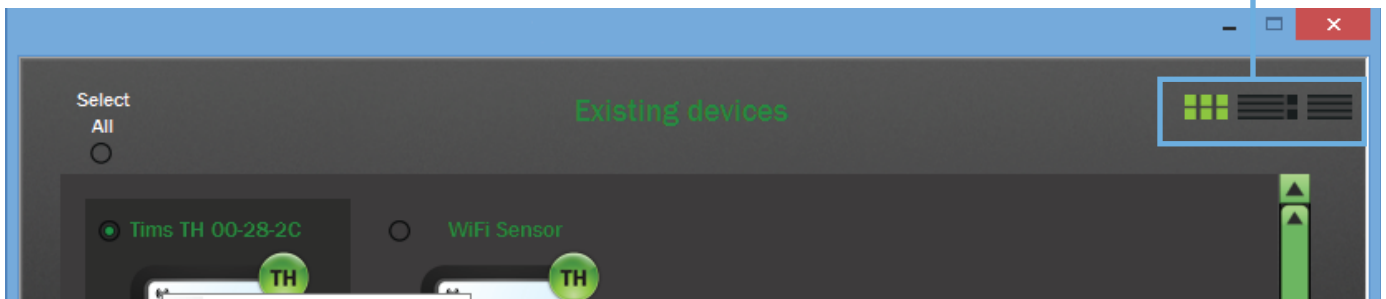 Select
All
Existing devices
Tims TH 00-28-2C
WiFi Sensor
TH
TH